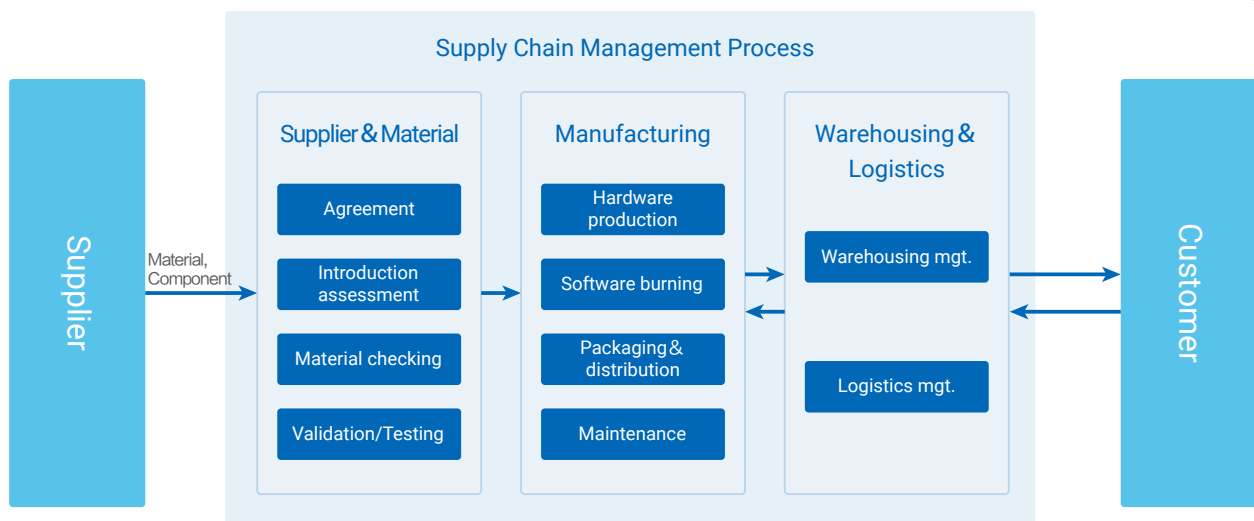 Supply Chain Management Process
Supplier
Material,
Component
Supplier & Material
Agreement
Introduction
assessment
Material checking
Validation/Testing
Manufacturing
Hardware
production
Software burning
Packaging&
distribution
Maintenance
Warehousing &
Logistics
Warehousing mgt.
Logistics mgt.
Customer